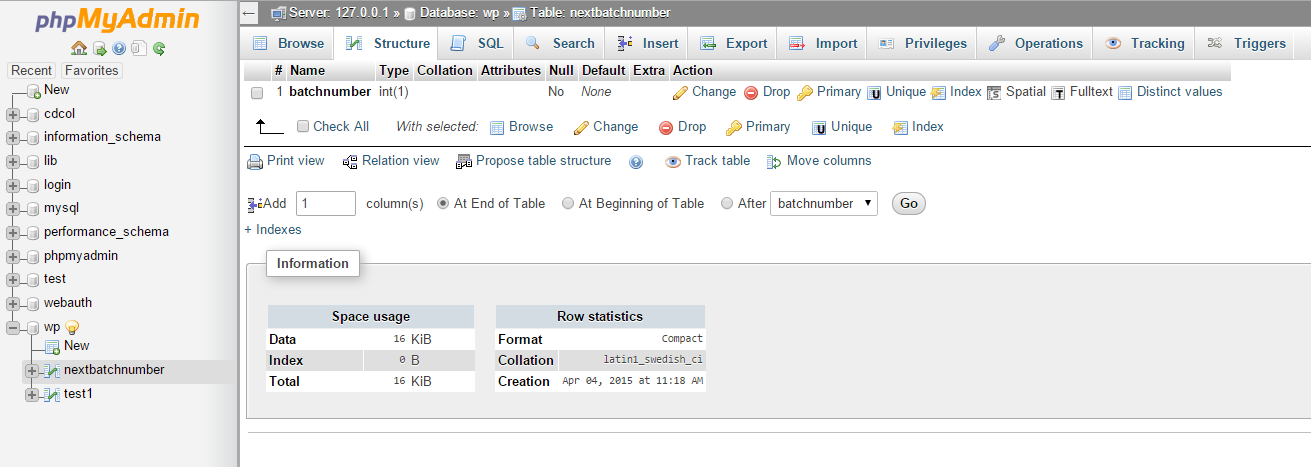 phpMyAdmin
Recent Favorites
New
cdcol
information_schema
lib
login
mysql
performance_schema
phpmyadmin
test
webauth
wp
New
nextbatchnumber
test1
Server: 127.0.0.1 » Database: wp » Table: nextbatchnumber
Browse Structure SQL Search Insert Export Import Privileges Operations Tracking Triggers
# Name Type Collation Attributes Null Default Extra Action
1 batchnumber int(1) No None Change Drop Primary Unique Index Spatial Fulltext Distinct values
Check All With selected: Browse Change Drop Primary Unique Index
Print view Relation view Propose table structure Track table Move columns
Add 1 column(s) At End of Table At Beginning of Table After batchnumber Go
+ Indexes
Information
Space usage
Data 16 KiB
Index 0 B
Total 16 KiB
Row statistics
Format Compact
Collation latin1_swedish_ci
Creation Apr 04, 2015 at 11:18 AM